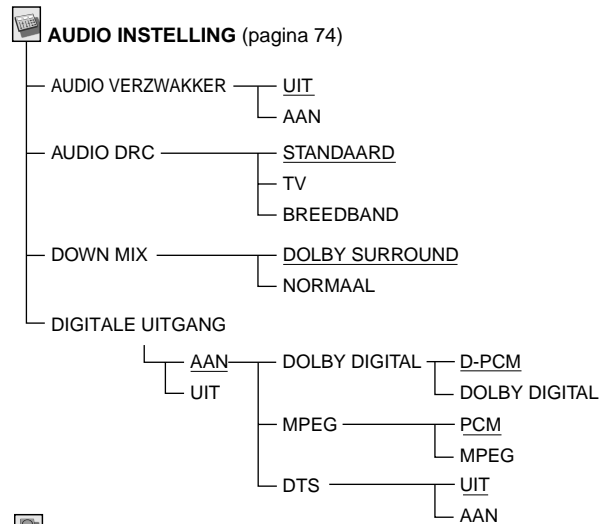 AUDIO INSTELLING (pagina 74)
AUDIO VERZWAKKER UIT
AAN
AUDIO DRC STANDAARD
TV
BREEDBAND
DOWN MIX DOLBY SURROUND
NORMAAL
DIGITALE UITGANG
AAN DOLBY DIGITAL D-PCM
UIT DOLBY DIGITAL
MPEG PCM
MPEG
DTS UIT
AAN